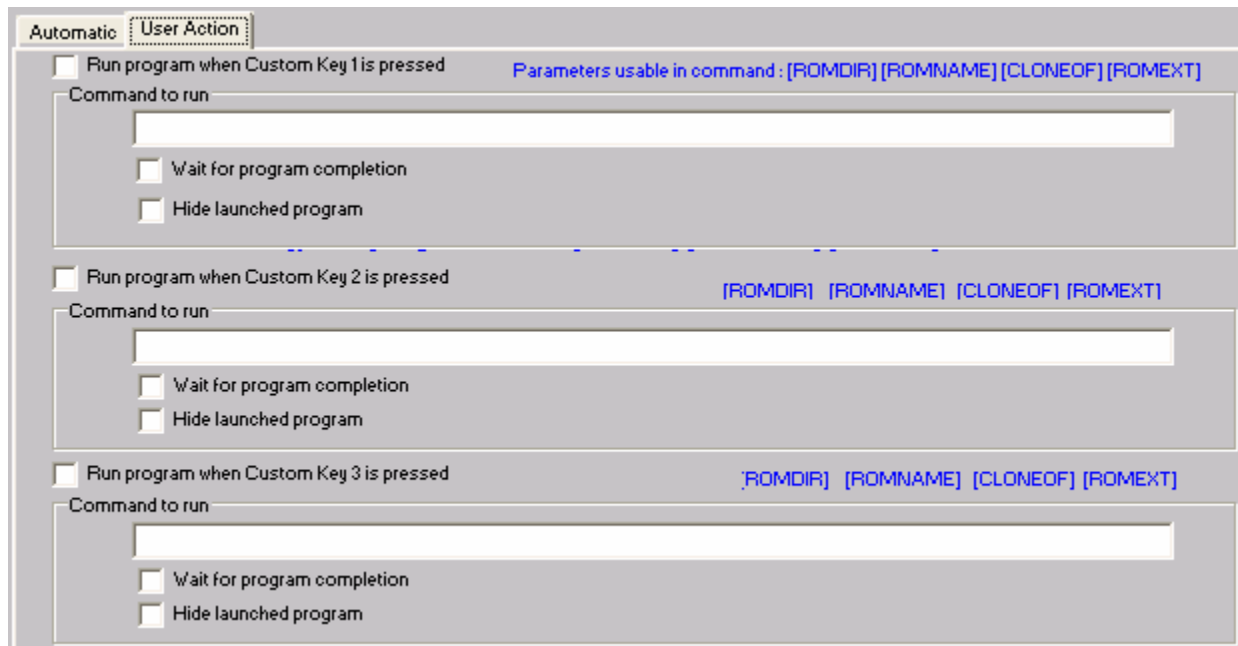 Automatic User Action
Run program when Custom Key 1 is pressed Parameters usable in command : [ROMDIR] [ROMNAME] [CLONEOF] [ROMEXT]
Command to run
Wait for program completion
Hide launched program
Run program when Custom Key 2 is pressed [ROMDIR] [ROMNAME] [CLONEOF] [ROMEXT]
Command to run
Wait for program completion
Hide launched program
Run program when Custom Key 3 is pressed [ROMDIR] [ROMNAME] [CLONEOF] [ROMEXT]
Command to run
Wait for program completion
Hide launched program